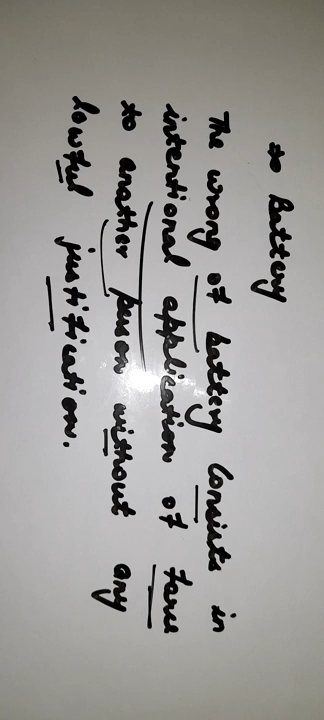 ⇒ Battery
The wrong of battery consists in
intentional application of force
to another person without any
lawful justification.